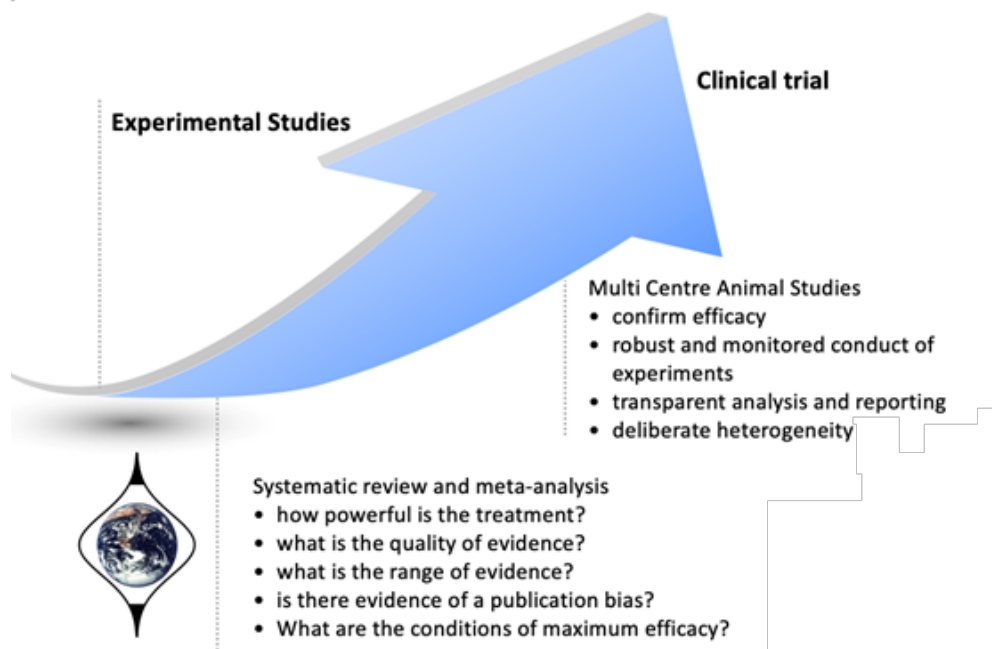 Clinical trial
Experimental Studies
Multi Centre Animal Studies
• confirm efficacy
• robust and monitored conduct of
experiments
• transparent analysis and reporting
• deliberate heterogeneity
Systematic review and meta-analysis
• how powerful is the treatment?
• what is the quality of evidence?
• what is the range of evidence?
• is there evidence of a publication bias?
• What are the conditions of maximum efficacy?